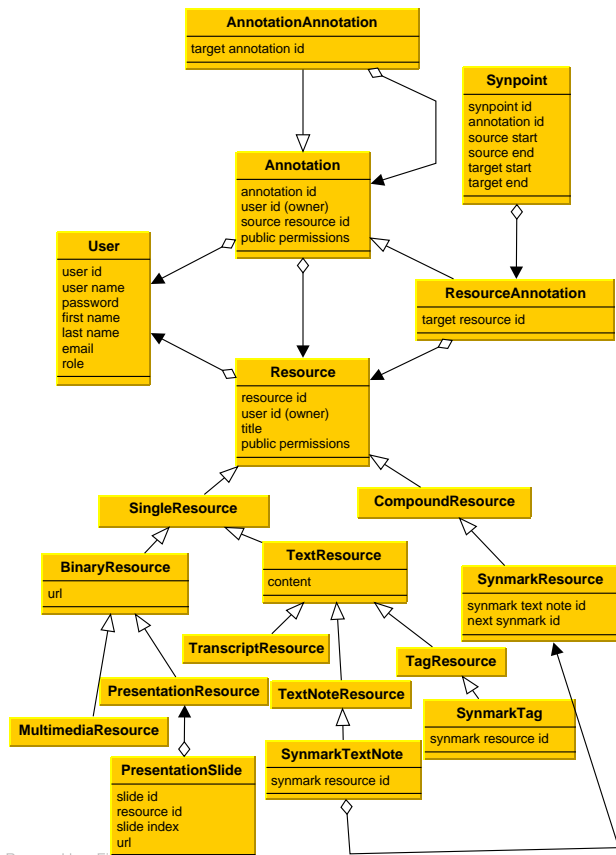 AnnotationAnnotation
target annotation id
Synpoint
synpoint id
annotation id
source start
source end
target start
target end
Annotation
annotation id
user id (owner)
source resource id
public permissions
User
user id
user name
password
first name
last name
email
role
ResourceAnnotation
target resource id
Resource
resource id
user id (owner)
title
public permissions
SingleResource
CompoundResource
BinaryResource
url
TextResource
content
SynmarkResource
synmark text note id
next synmark id
TranscriptResource
TagResource
PresentationResource
TextNoteResource
MultimediaResource
SynmarkTag
synmark resource id
SynmarkTextNote
synmark resource id
PresentationSlide
slide id
resource id
slide index
url